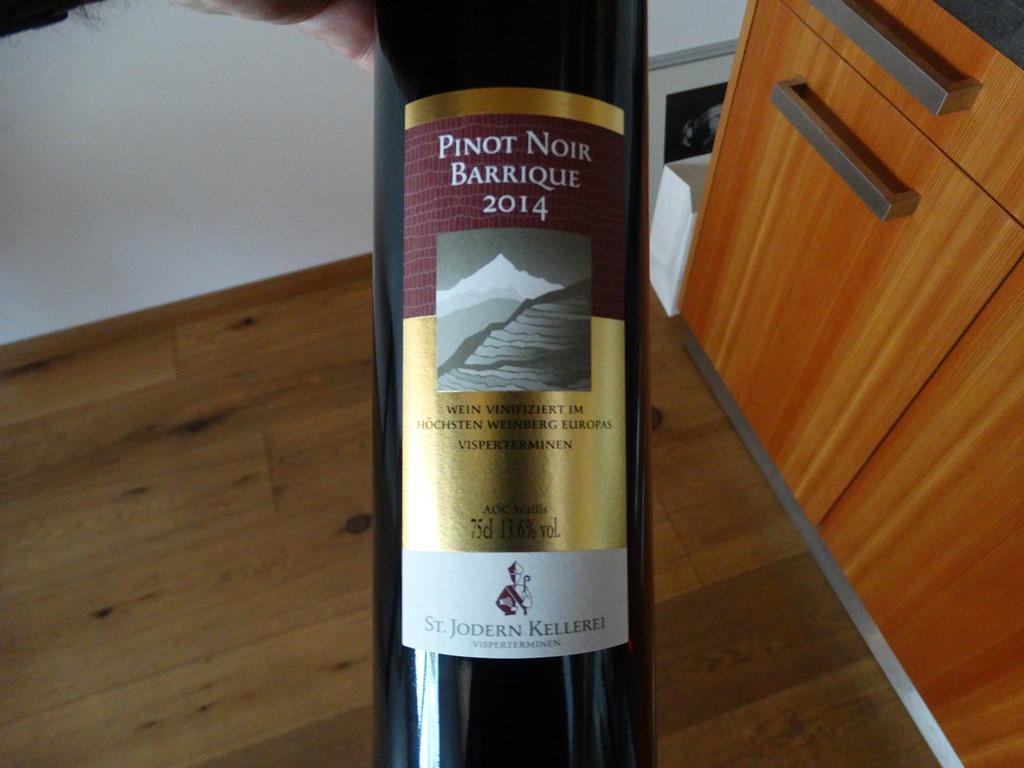 PINOT NOIR
BARRIQUE
2014
WEIN VINIFIZIERT IM
HÖCHSTEN WEINBERG EUROPAS
VISPERTERMINEN
AOC Wallis
75cl 13.6% vol.
ST. JODERN KELLEREI
VISPERTERMINEN